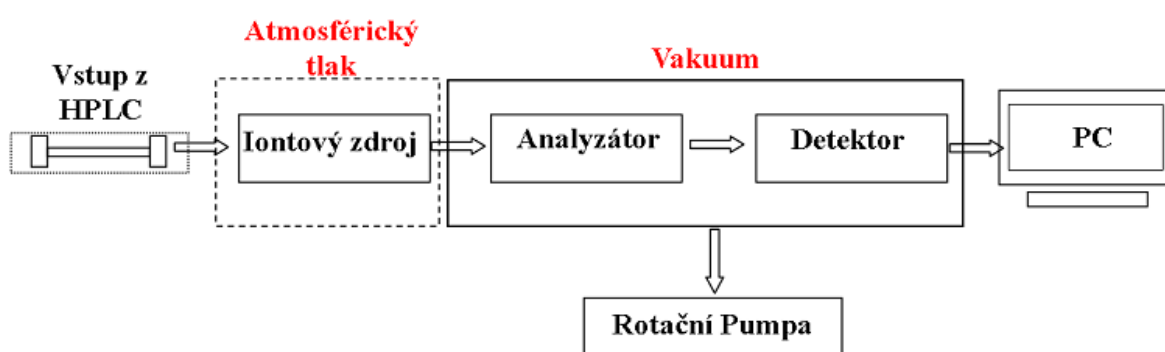 Atmosférický
tlak
Vakuum
Vstup z
HPLC
Iontový zdroj
Analyzátor
Detektor
PC
Rotační Pumpa